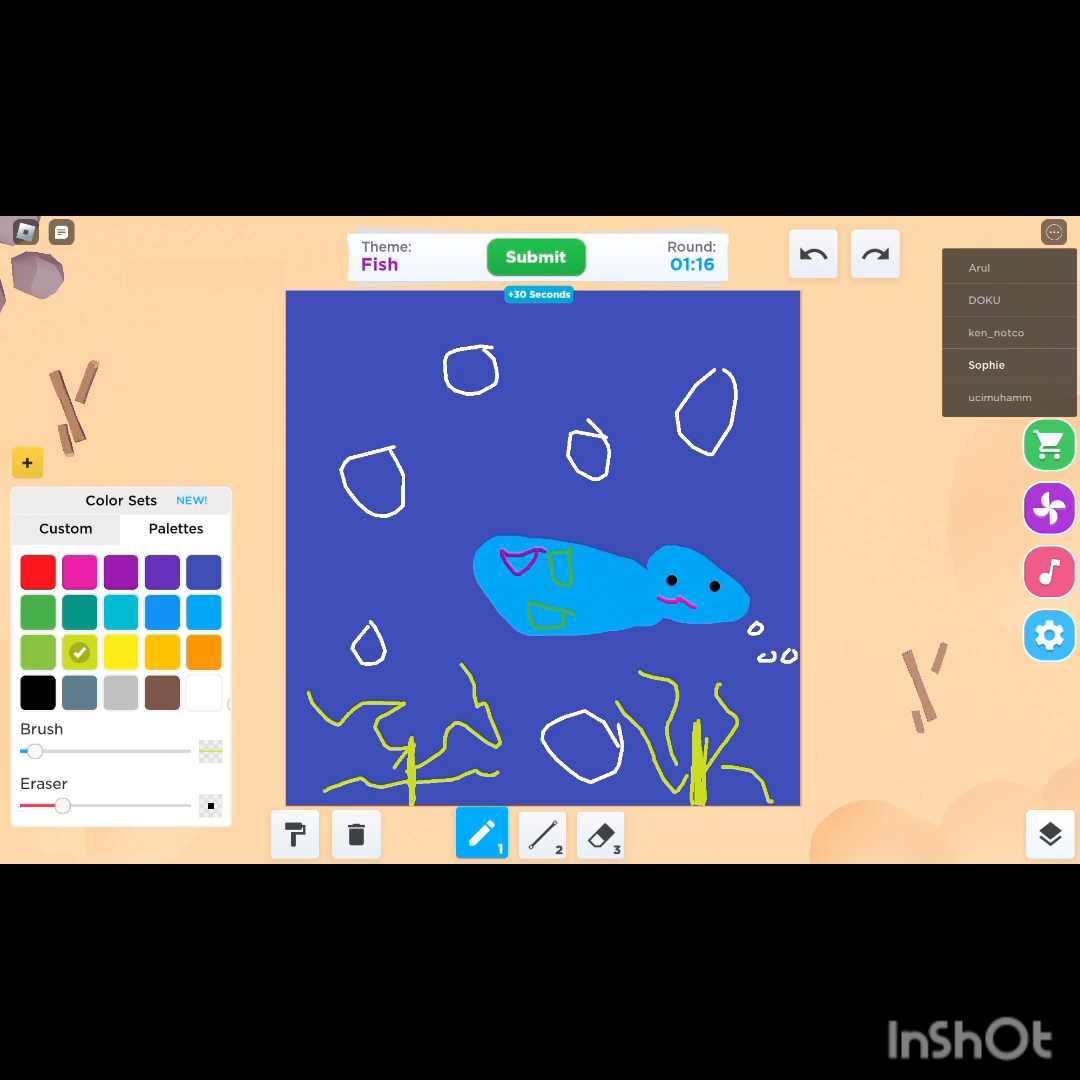 Theme:
Fish
Submit
Round:
01:16
+30 Seconds
Arul
DOKU
ken_notco
Sophie
ucimuhamm
+
Color Sets NEW!
Custom Palettes
Brush
Eraser
1
2
3
InShOt